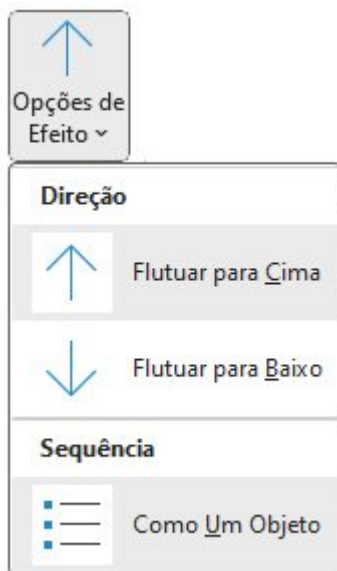 Opções de
Efeito
Direção
Flutuar para Cima
Flutuar para Baixo
Sequência
Como Um Objeto